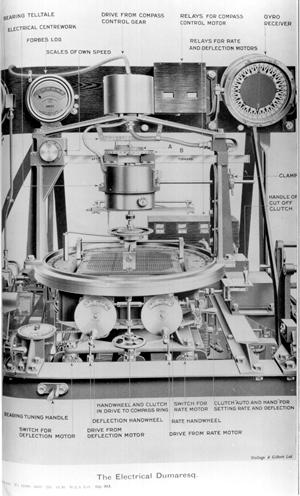 BEARING TELLTALE
ELECTRICAL CENTREWORK
FORBES LOG
SCALES OF OWN SPEED
DRIVE FROM COMPASS
CONTROL GEAR
RELAYS FOR COMPASS
CONTROL MOTOR
GYRO
RECEIVER
RELAYS FOR RATE
AND DEFLECTION MOTORS
A B
CLAMP
HANDLE OF
CUT OFF
CLUTCH
BEARING TUNING HANDLE
SWITCH FOR
DEFLECTION MOTOR
HANDWHEEL AND CLUTCH
IN DRIVE TO COMPASS RING
DEFLECTION HANDWHEEL
DRIVE FROM
DEFLECTION MOTOR
SWITCH FOR
RATE MOTOR
RATE HANDWHEEL
DRIVE FROM RATE MOTOR
CLUTCH AUTO AND HAND FOR
SETTING RATE AND DEFLECTION
The Electrical Dumaresq.